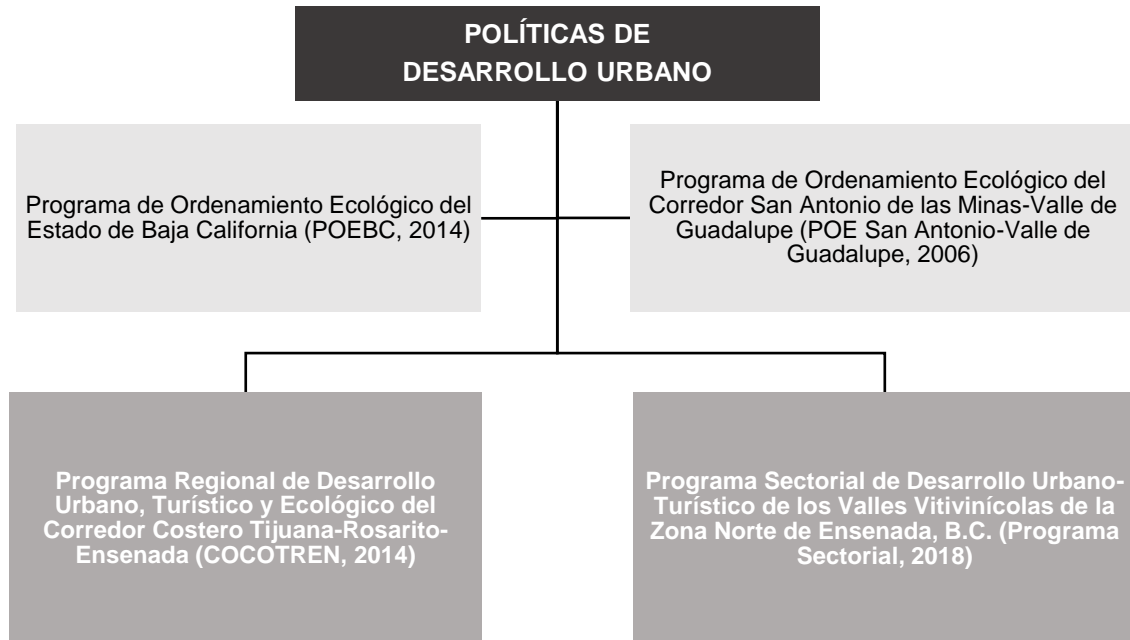 POLÍTICAS DE
DESARROLLO URBANO
Programa de Ordenamiento Ecológico del
Estado de Baja California (POEBC, 2014)
Programa de Ordenamiento Ecológico del
Corredor San Antonio de las Minas-Valle de
Guadalupe (POE San Antonio-Valle de
Guadalupe, 2006)
Programa Regional de Desarrollo
Urbano, Turístico y Ecológico del
Corredor Costero Tijuana-Rosarito-
Ensenada (COCOTREN, 2014)
Programa Sectorial de Desarrollo Urbano-
Turístico de los Valles Vitivinícolas de la
Zona Norte de Ensenada, B.C. (Programa
Sectorial, 2018)